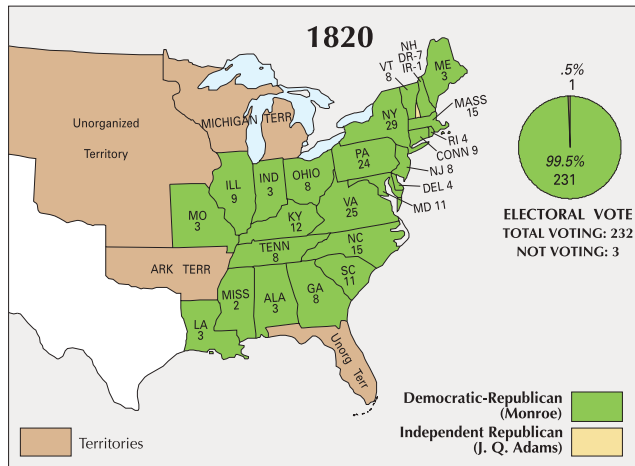 1820
NH
DR-7
IR-1
VT
8
ME
3
MASS
15
NY
29
RI 4
CONN 9
NJ 8
DEL 4
MD 11
PA
24
MICHIGAN TERR
Unorganized
Territory
ILL
9
IND
3
OHIO
8
MO
3
KY
12
VA
25
TENN
8
NC
15
ARK TERR
SC
11
MISS
2
ALA
3
GA
8
LA
3
Unorg Terr
.5%
1
99.5%
231
ELECTORAL VOTE
TOTAL VOTING: 232
NOT VOTING: 3
Democratic-Republican
(Monroe)
Independent Republican
(J. Q. Adams)
Territories